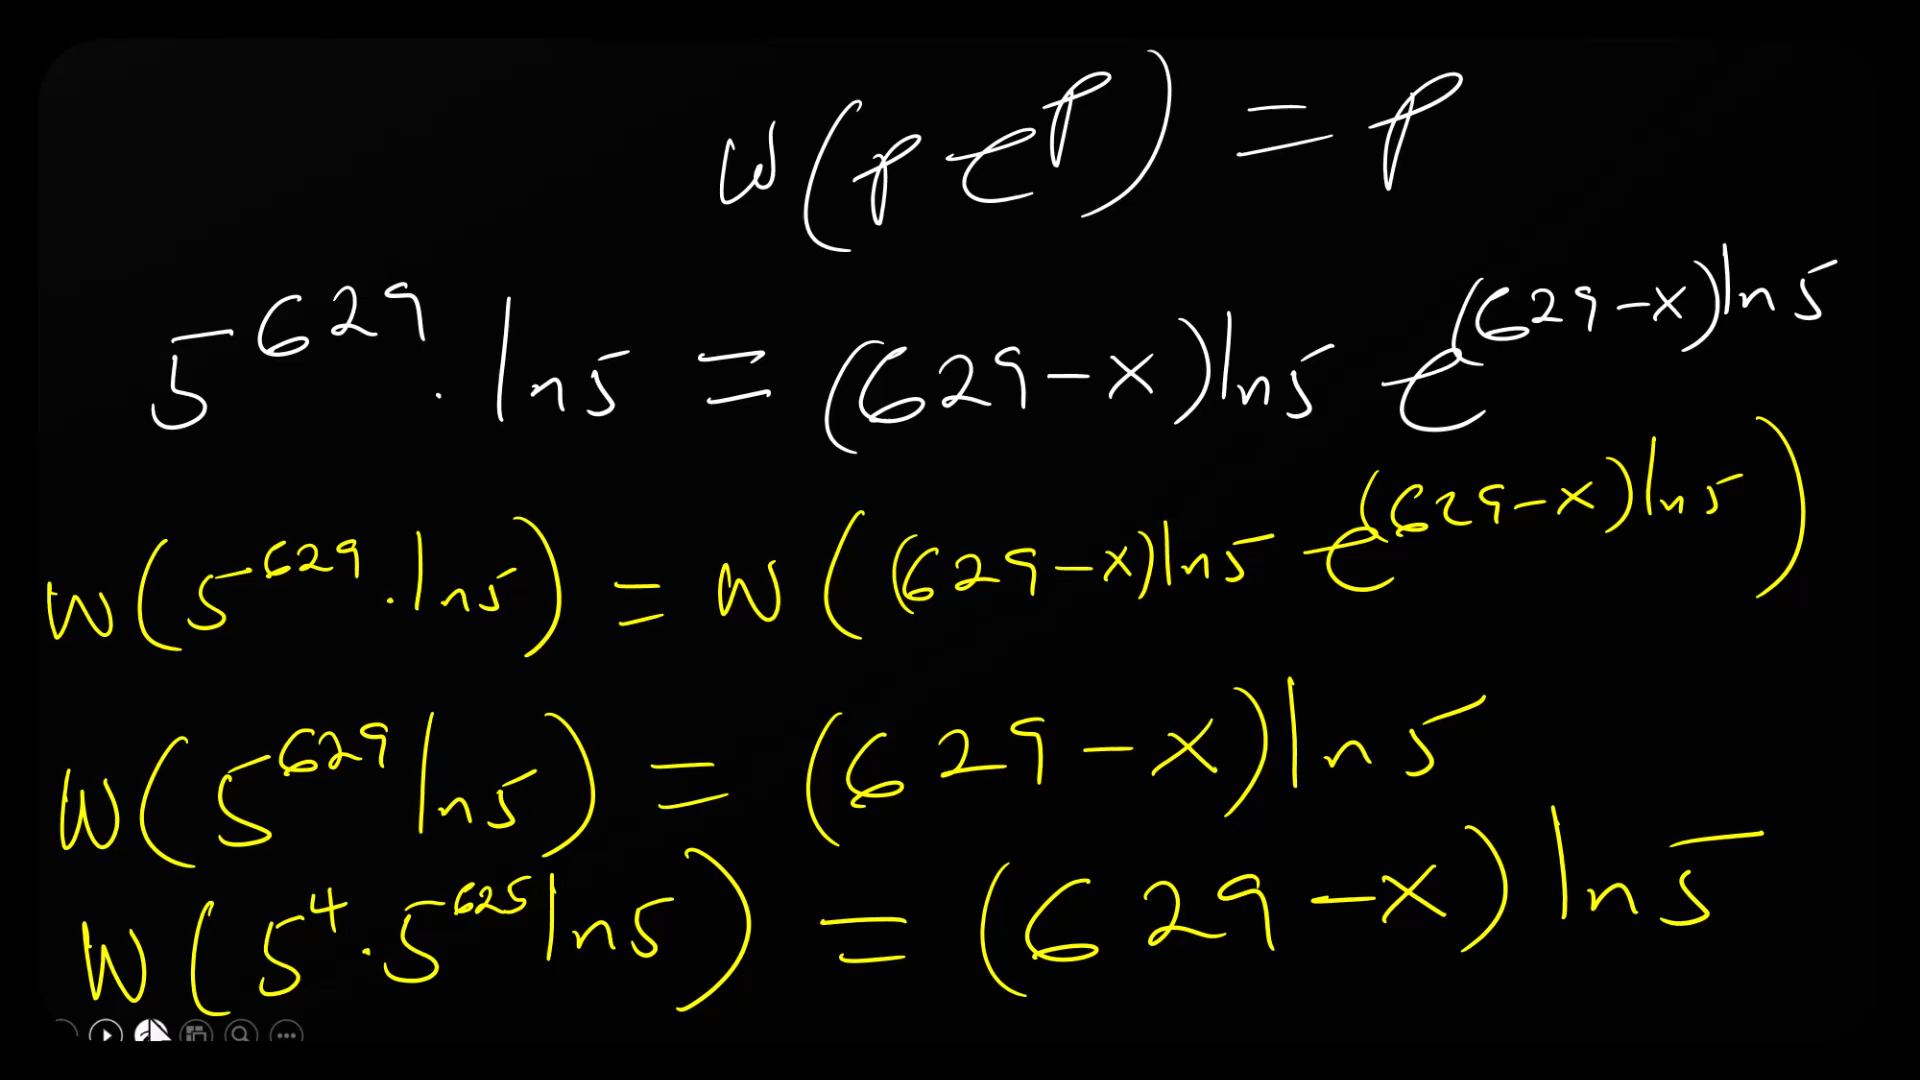 W(pe^p) = p
5^629 . ln5 = (629-x)ln5 e^(629-x)ln5
W(5^629 . ln5) = W((629-x)ln5 e^(629-x)ln5)
W(5^629 ln5) = (629-x)ln5
W(5^4 . 5^625 ln5) = (629-x)ln5